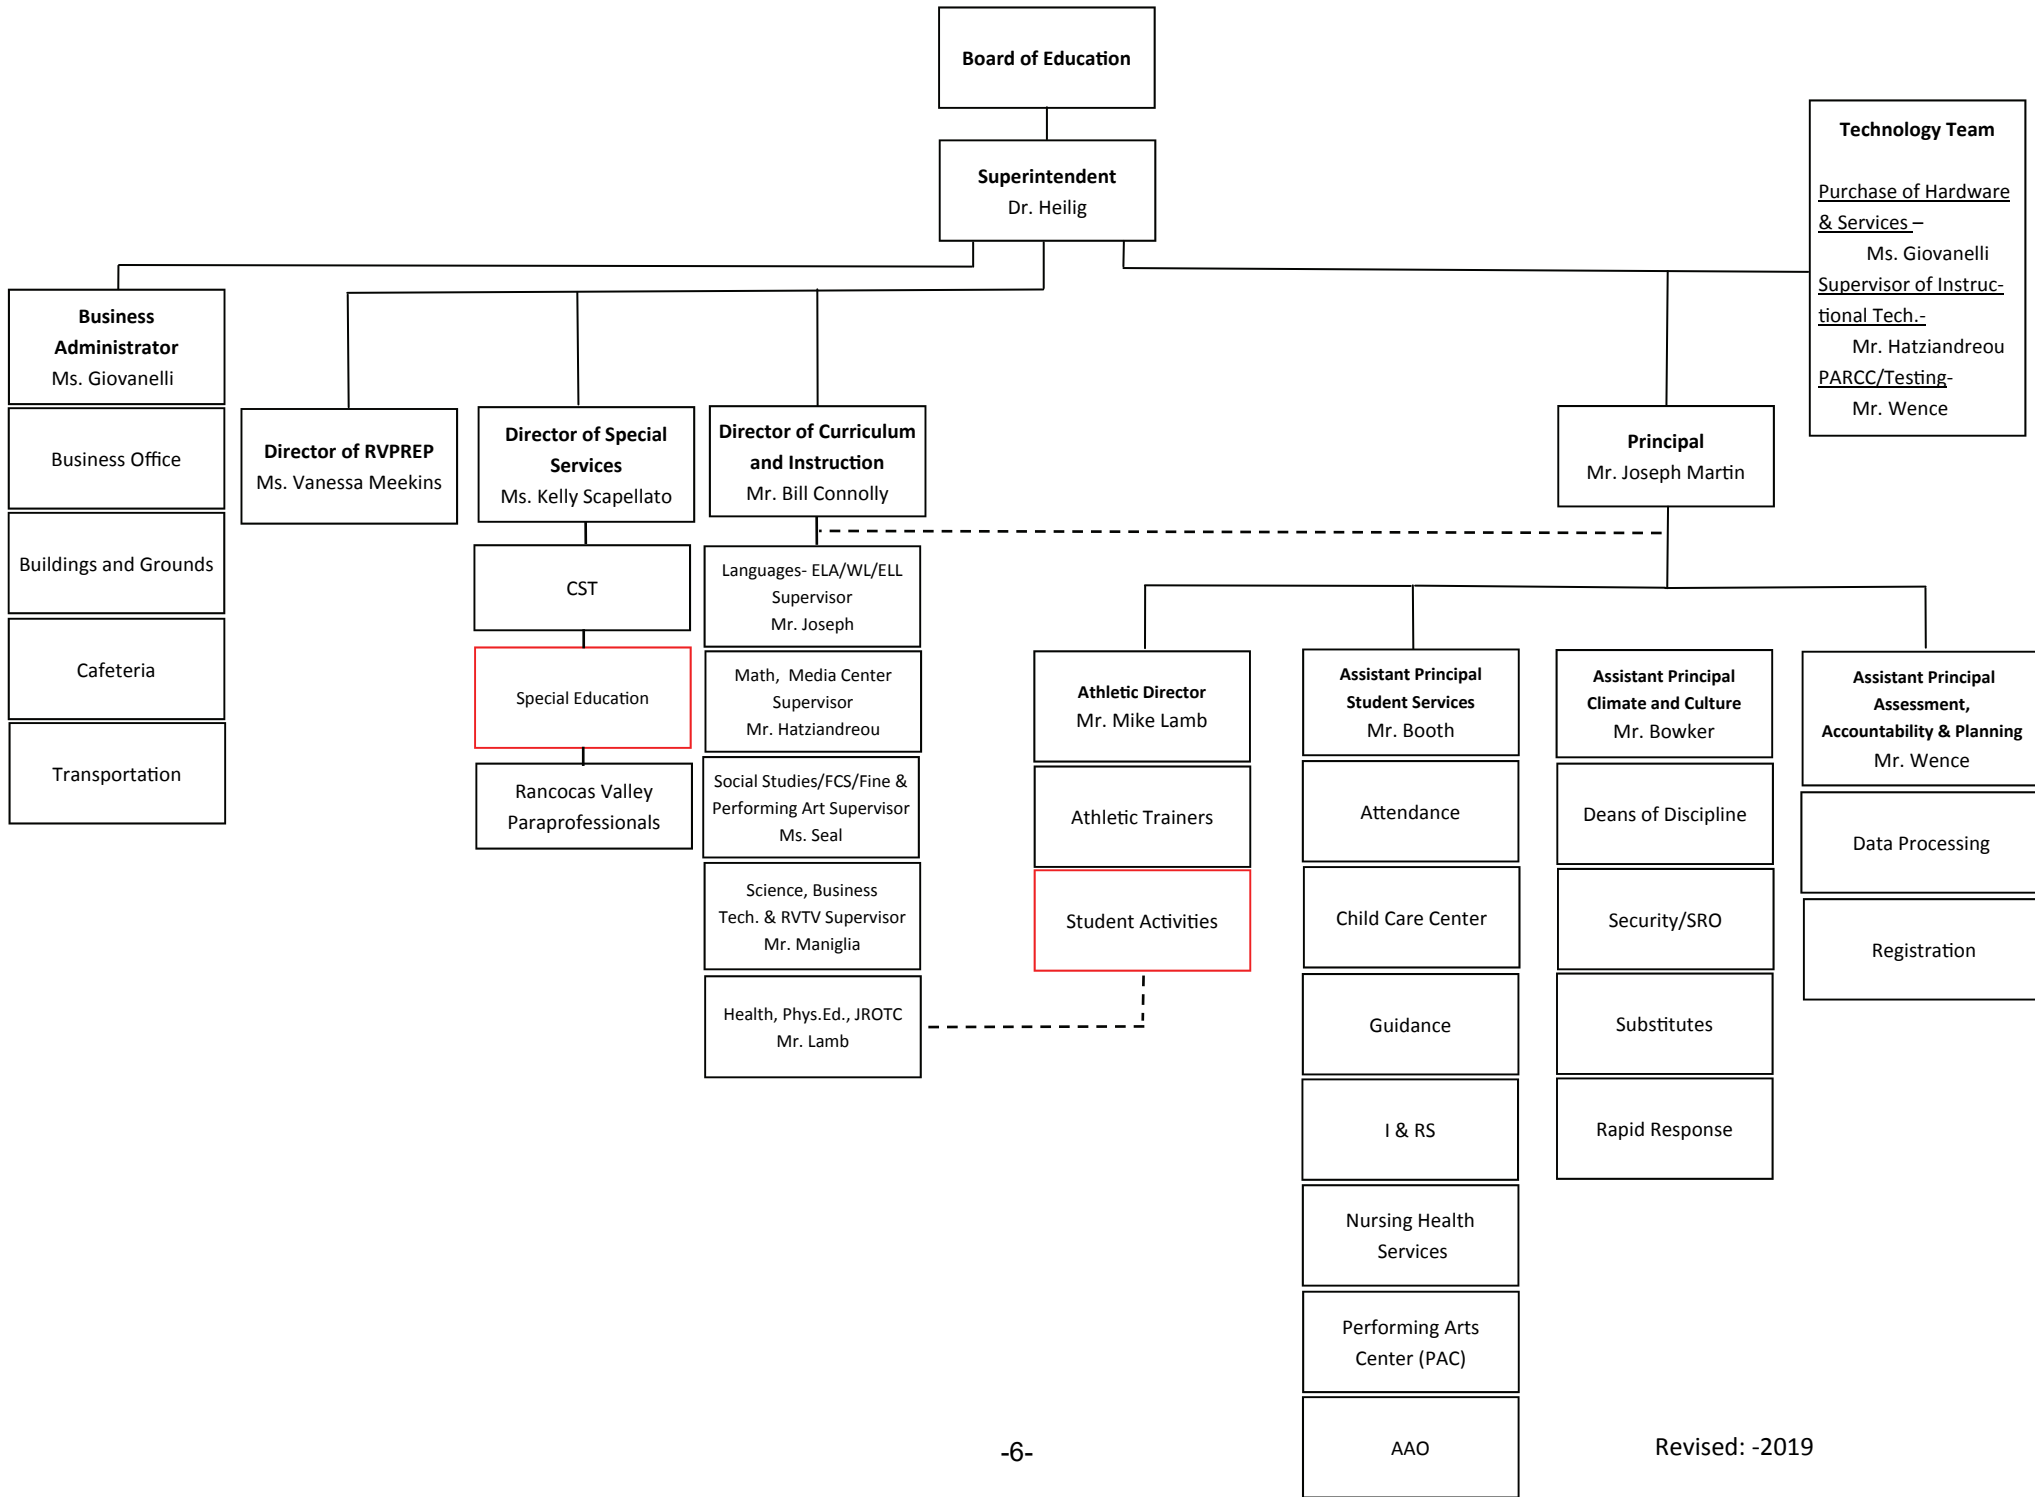 Board of Education
Superintendent
Dr. Heilig
Technology Team
Purchase of Hardware
& Services –
Ms. Giovanelli
Supervisor of Instruc-
tional Tech.-
Mr. Hatziandreou
PARCC/Testing-
Mr. Wence
Business
Administrator
Ms. Giovanelli
Business Office
Buildings and Grounds
Cafeteria
Transportation
Director of RVPREP
Ms. Vanessa Meekins
Director of Special
Services
Ms. Kelly Scapellato
CST
Special Education
Rancocas Valley
Paraprofessionals
Director of Curriculum
and Instruction
Mr. Bill Connolly
Languages- ELA/WL/ELL
Supervisor
Mr. Joseph
Math, Media Center
Supervisor
Mr. Hatziandreou
Social Studies/FCS/Fine &
Performing Art Supervisor
Ms. Seal
Science, Business
Tech. & RVTV Supervisor
Mr. Maniglia
Health, Phys.Ed., JROTC
Mr. Lamb
Principal
Mr. Joseph Martin
Athletic Director
Mr. Mike Lamb
Athletic Trainers
Student Activities
Assistant Principal
Student Services
Mr. Booth
Attendance
Child Care Center
Guidance
I & RS
Nursing Health
Services
Performing Arts
Center (PAC)
AAO
Assistant Principal
Climate and Culture
Mr. Bowker
Deans of Discipline
Security/SRO
Substitutes
Rapid Response
Assistant Principal
Assessment,
Accountability & Planning
Mr. Wence
Data Processing
Registration
-6-
Revised: -2019